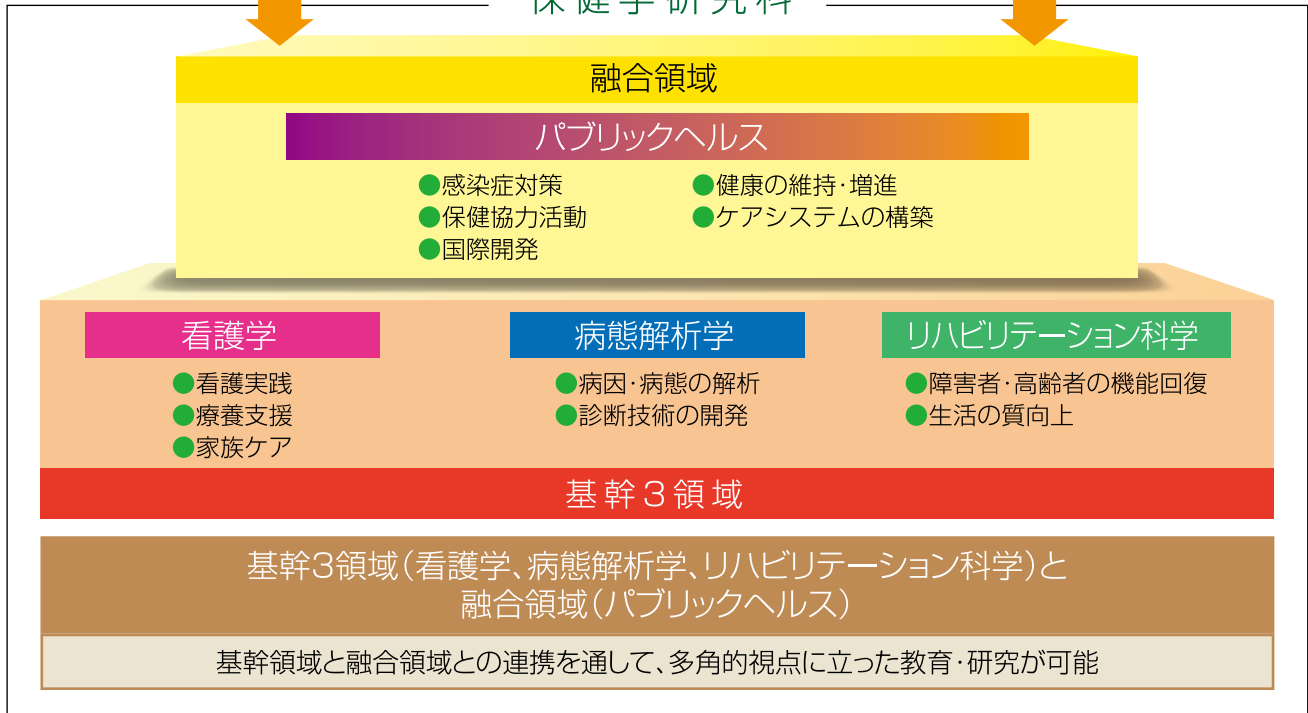 保健学研究科
融合領域
パブリックヘルス
●感染症対策
●保健協力活動
●国際開発
●健康の維持・増進
●ケアシステムの構築
看護学
●看護実践
●療養支援
●家族ケア
病態解析学
●病因・病態の解析
●診断技術の開発
リハビリテーション科学
●障害者・高齢者の機能回復
●生活の質向上
基幹3領域
基幹3領域(看護学、病態解析学、リハビリテーション科学)と
融合領域(パブリックヘルス)
基幹領域と融合領域との連携を通して、多角的視点に立った教育・研究が可能